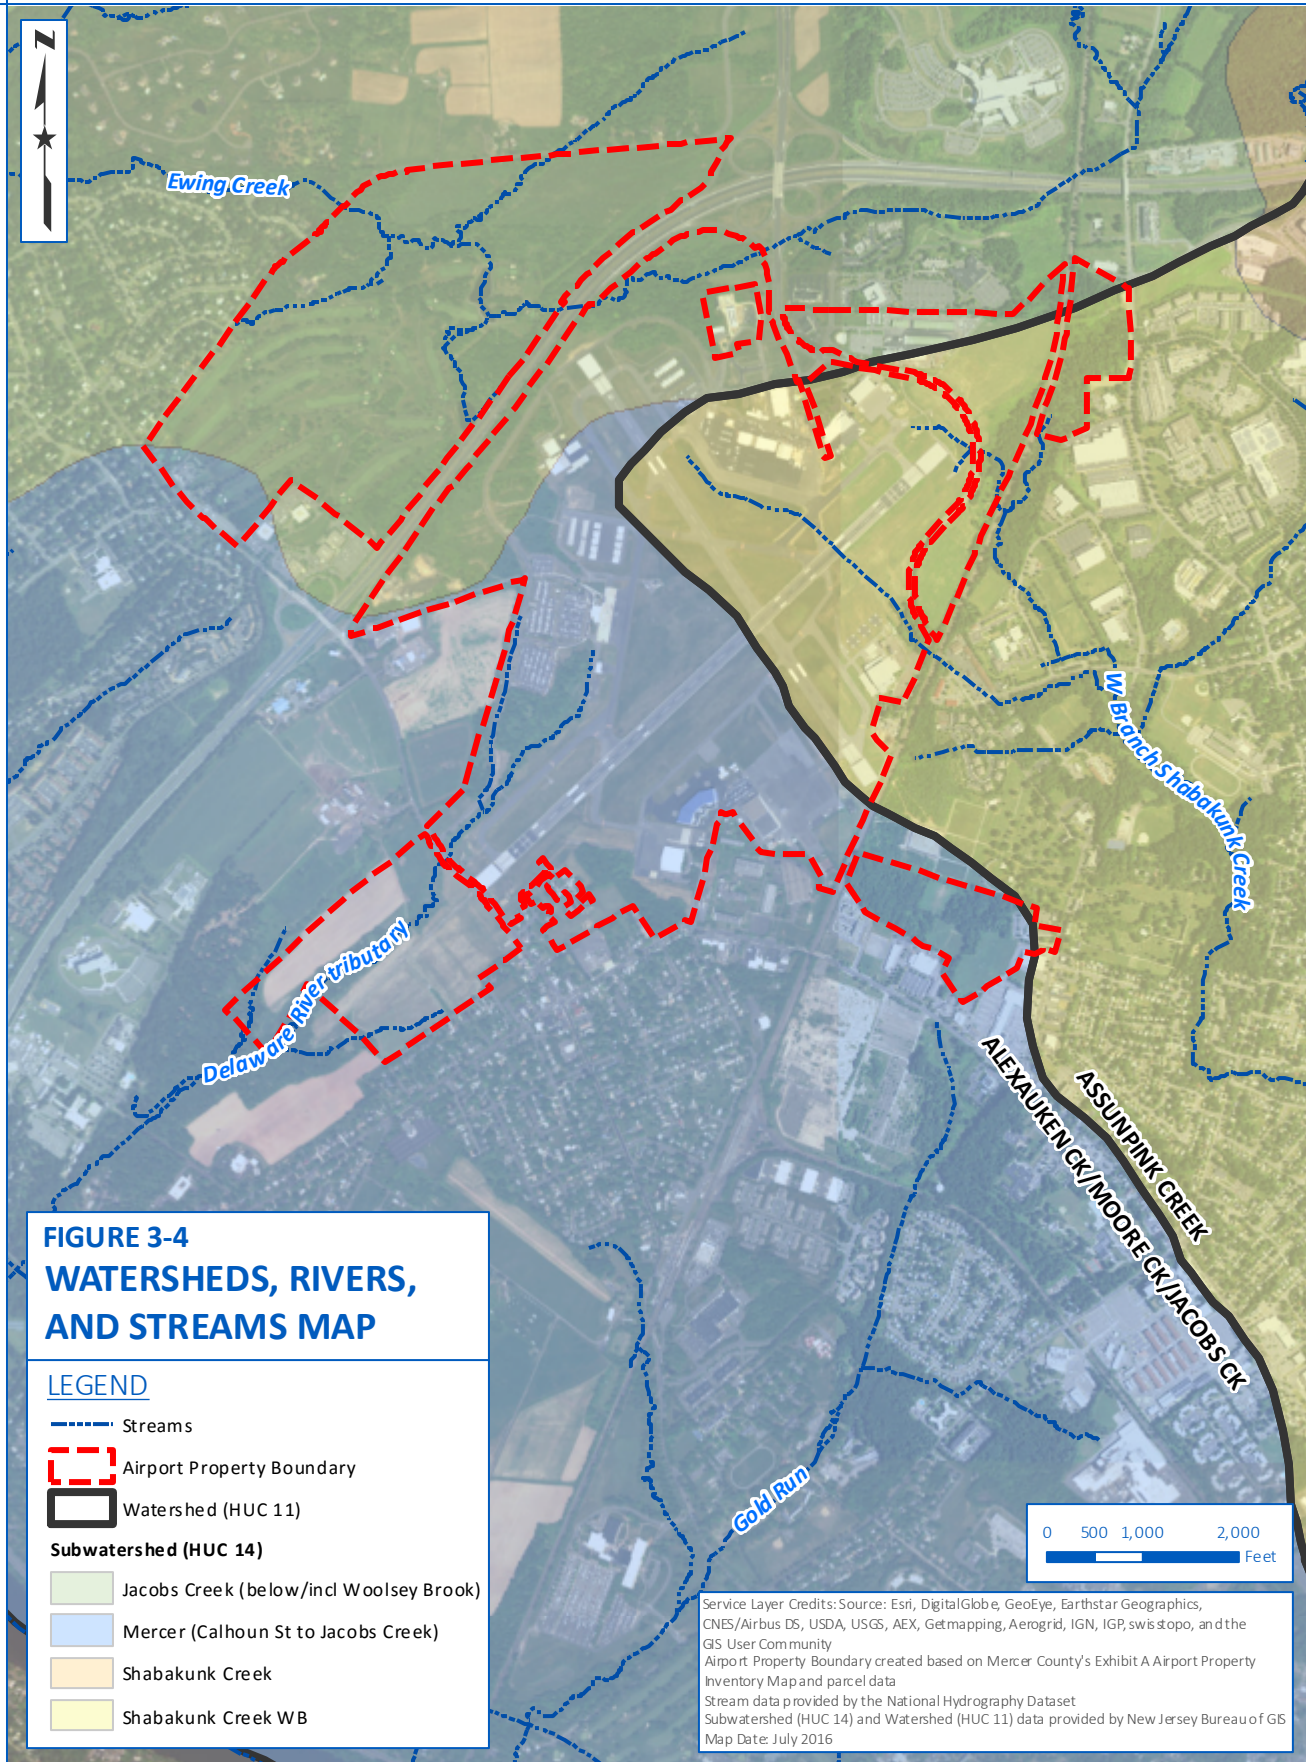 N
Ewing Creek
W Branch Shabakunk Creek
Delaware River tributary
ASSUNPINK CREEK
ALEXAUKEN CK/MOORE CK/JACOBS CK
Gold Run
FIGURE 3-4
WATERSHEDS, RIVERS,
AND STREAMS MAP
LEGEND
Streams
Airport Property Boundary
Watershed (HUC 11)
Subwatershed (HUC 14)
Jacobs Creek (below/incl Woolsey Brook)
Mercer (Calhoun St to Jacobs Creek)
Shabakunk Creek
Shabakunk Creek WB
0 500 1,000 2,000
Feet
Service Layer Credits: Source: Esri, DigitalGlobe, GeoEye, Earthstar Geographics,
CNES/Airbus DS, USDA, USGS, AEX, Getmapping, Aerogrid, IGN, IGP, swisstopo, and the
GIS User Community
Airport Property Boundary created based on Mercer County's Exhibit A Airport Property
Inventory Map and parcel data
Stream data provided by the National Hydrography Dataset
Subwatershed (HUC 14) and Watershed (HUC 11) data provided by New Jersey Bureau of GIS
Map Date: July 2016